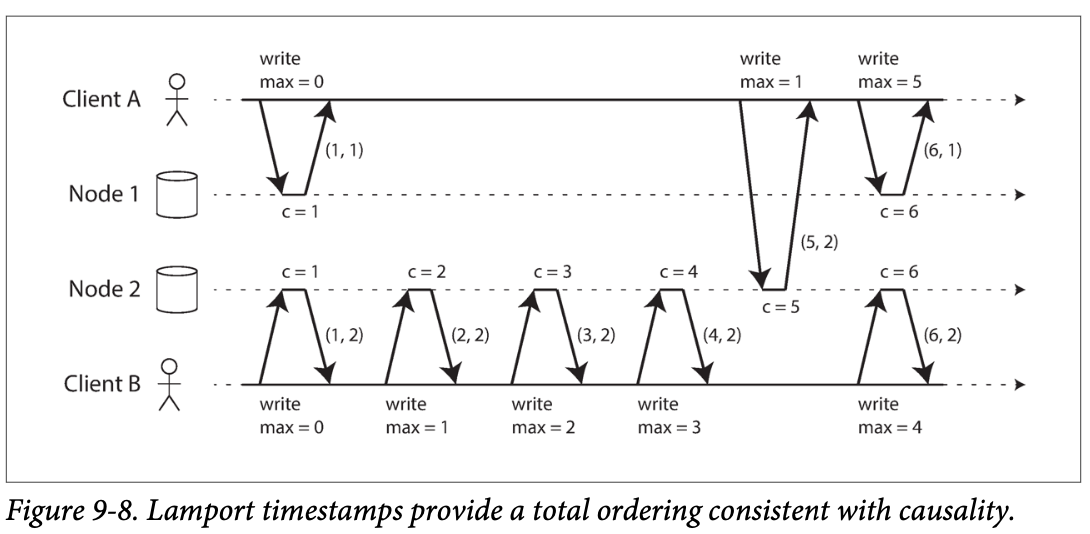 write
max = 0
write
max = 1
write
max = 5
Client A
(1, 1)
(6, 1)
Node 1
c = 1
c = 6
(5, 2)
Node 2
c = 1
c = 2
c = 3
c = 4
c = 6
c = 5
(1, 2)
(2, 2)
(3, 2)
(4, 2)
(6, 2)
Client B
write
max = 0
write
max = 1
write
max = 2
write
max = 3
write
max = 4
Figure 9-8. Lamport timestamps provide a total ordering consistent with causality.